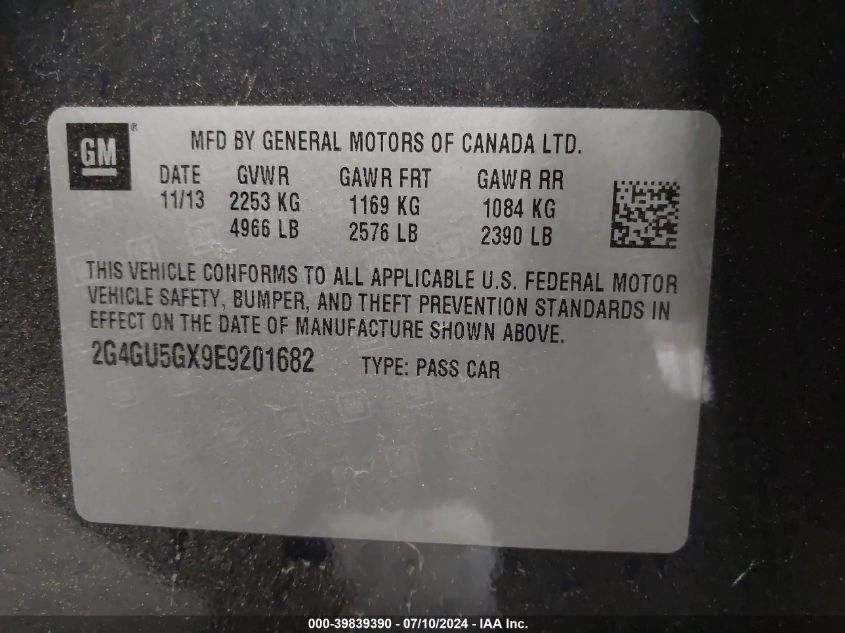 GM ®
MFD BY GENERAL MOTORS OF CANADA LTD.
DATE GVWR GAWR FRT GAWR RR
11/13 2253 KG 1169 KG 1084 KG
4966 LB 2576 LB 2390 LB
THIS VEHICLE CONFORMS TO ALL APPLICABLE U.S. FEDERAL MOTOR
VEHICLE SAFETY, BUMPER, AND THEFT PREVENTION STANDARDS IN
EFFECT ON THE DATE OF MANUFACTURE SHOWN ABOVE.
2G4GU5GX9E9201682 TYPE: PASS CAR
000-39839390 - 07/10/2024 - IAA Inc.